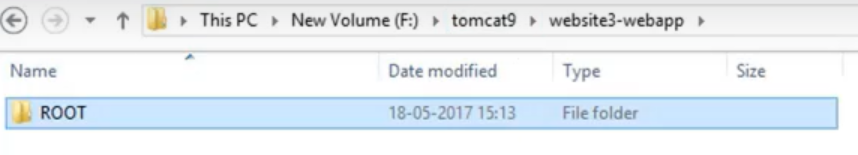 This PC New Volume (F:) tomcat9 website3-webapp
Name Date modified Type Size
ROOT 18-05-2017 15:13 File folder